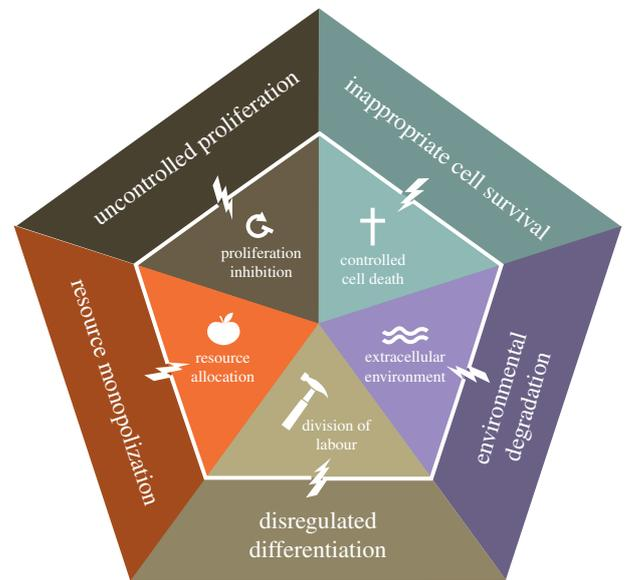 uncontrolled proliferation
inappropriate cell survival
proliferation
inhibition
controlled
cell death
resource monopolization
resource
allocation
extracellular
environment
environmental
degradation
division of
labour
disregulated
differentiation